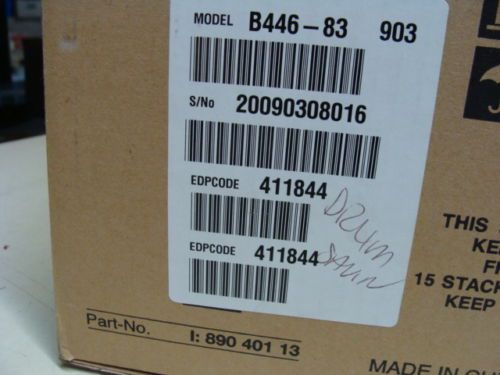 MODEL B446-83 903
S/No 20090308016
EDPCODE 411844
DRUM
EDPCODE 411844
THIS
KEE
15 STACK
KEEP
Part-No. I: 890 401 13
MADE IN